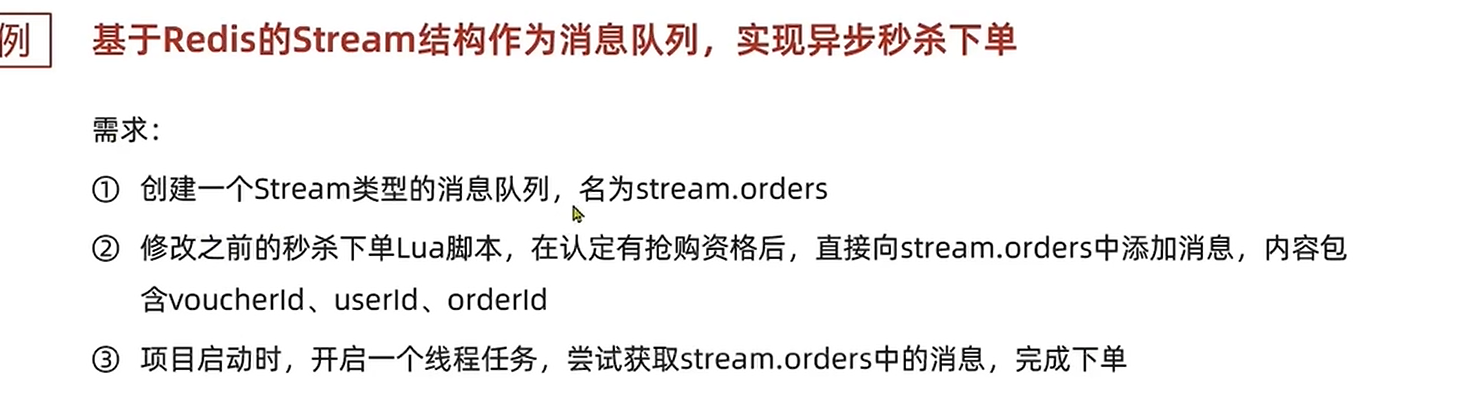 例
基于Redis的Stream结构作为消息队列，实现异步秒杀下单
需求：
① 创建一个Stream类型的消息队列，名为stream.orders
② 修改之前的秒杀下单Lua脚本，在认定有抢购资格后，直接向stream.orders中添加消息，内容包
含voucherId、userId、orderId
③ 项目启动时，开启一个线程任务，尝试获取stream.orders中的消息，完成下单